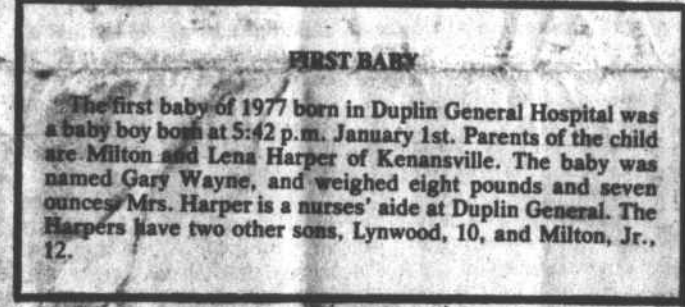 FIRST BABY
The first baby of 1977 born in Duplin General Hospital was
a baby boy born at 5:42 p.m. January 1st. Parents of the child
are Milton and Lena Harper of Kenansville. The baby was
named Gary Wayne, and weighed eight pounds and seven
ounces. Mrs. Harper is a nurses' aide at Duplin General. The
Harpers have two other sons, Lynwood, 10, and Milton, Jr.,
12.